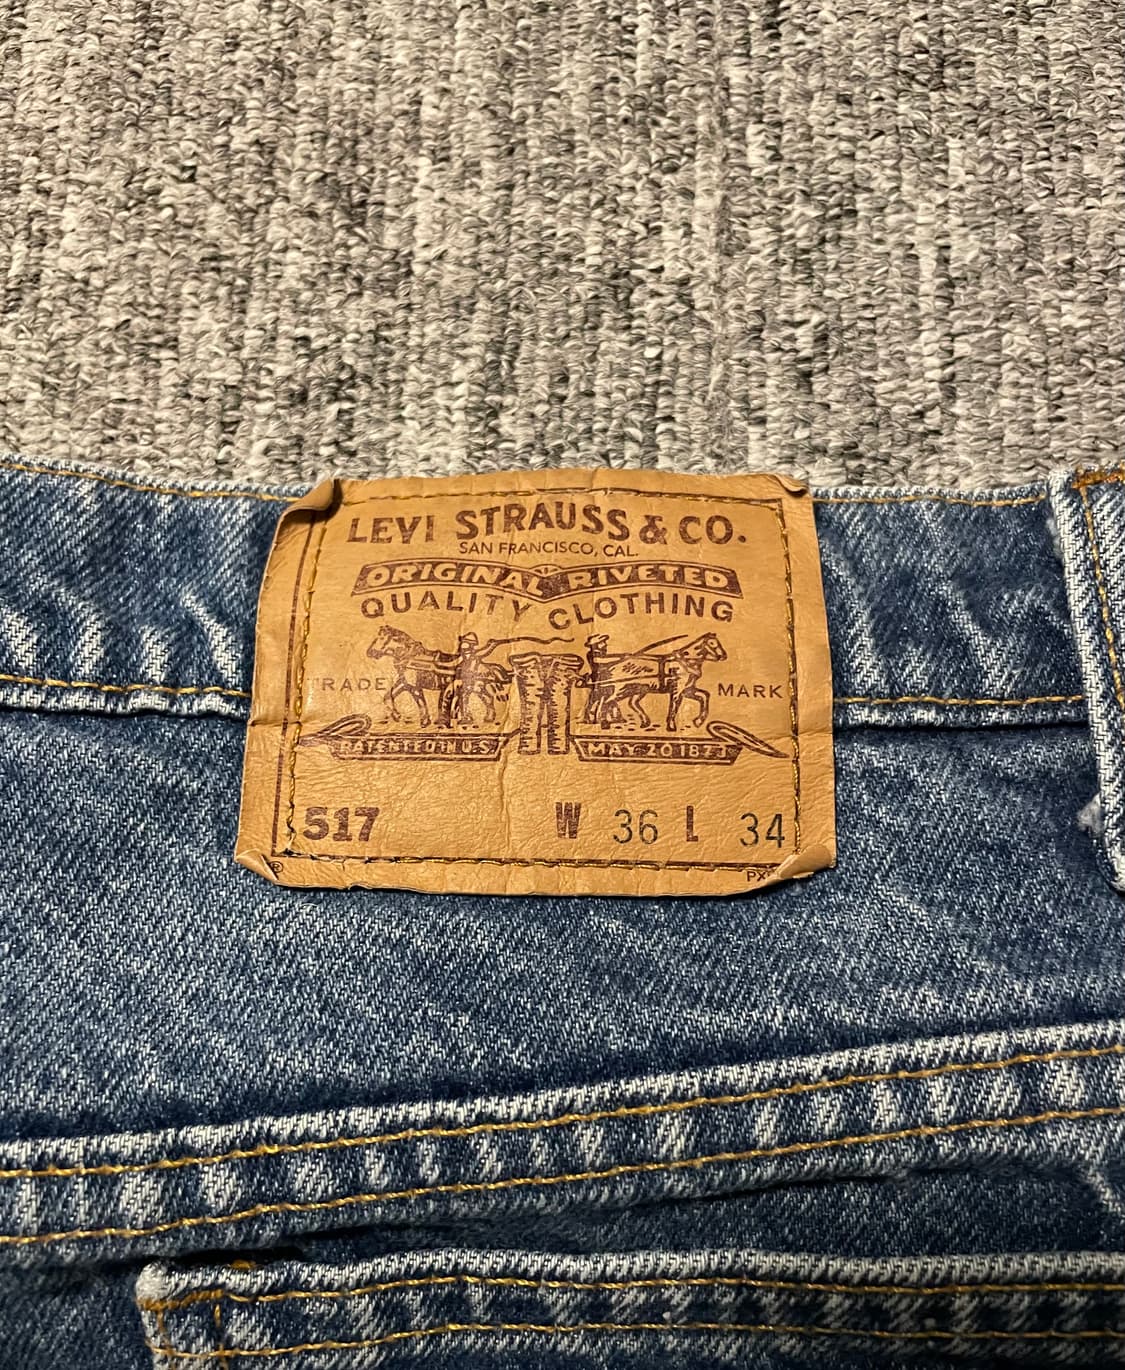 LEVI STRAUSS & CO.
SAN FRANCISCO, CAL.
ORIGINAL RIVETED
QUALITY CLOTHING
TRADE MARK
PATENTED IN U.S. MAY 20 1873
517 W 36 L 34